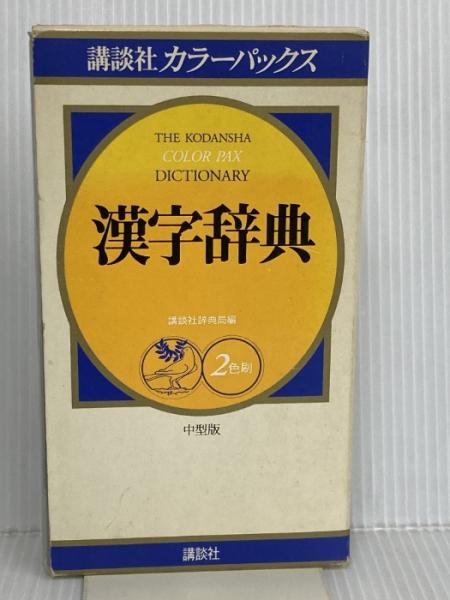 講談社 カラーパックス
THE KODANSHA
COLOR PAX
DICTIONARY
漢字辞典
講談社辞典局編
2色刷
中型版
講談社